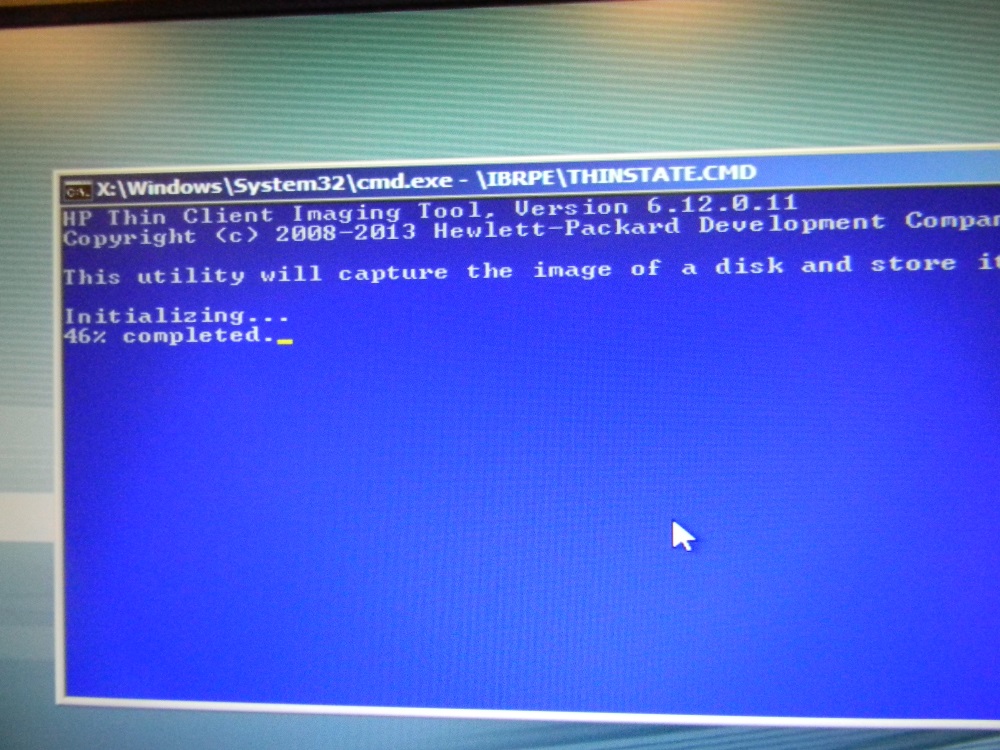 X:\Windows\System32\cmd.exe - \IBRPE\THINSTATE.CMD
HP Thin Client Imaging Tool, Version 6.12.0.11
Copyright (c) 2008-2013 Hewlett-Packard Development Compan
This utility will capture the image of a disk and store it
Initializing...
46% completed.